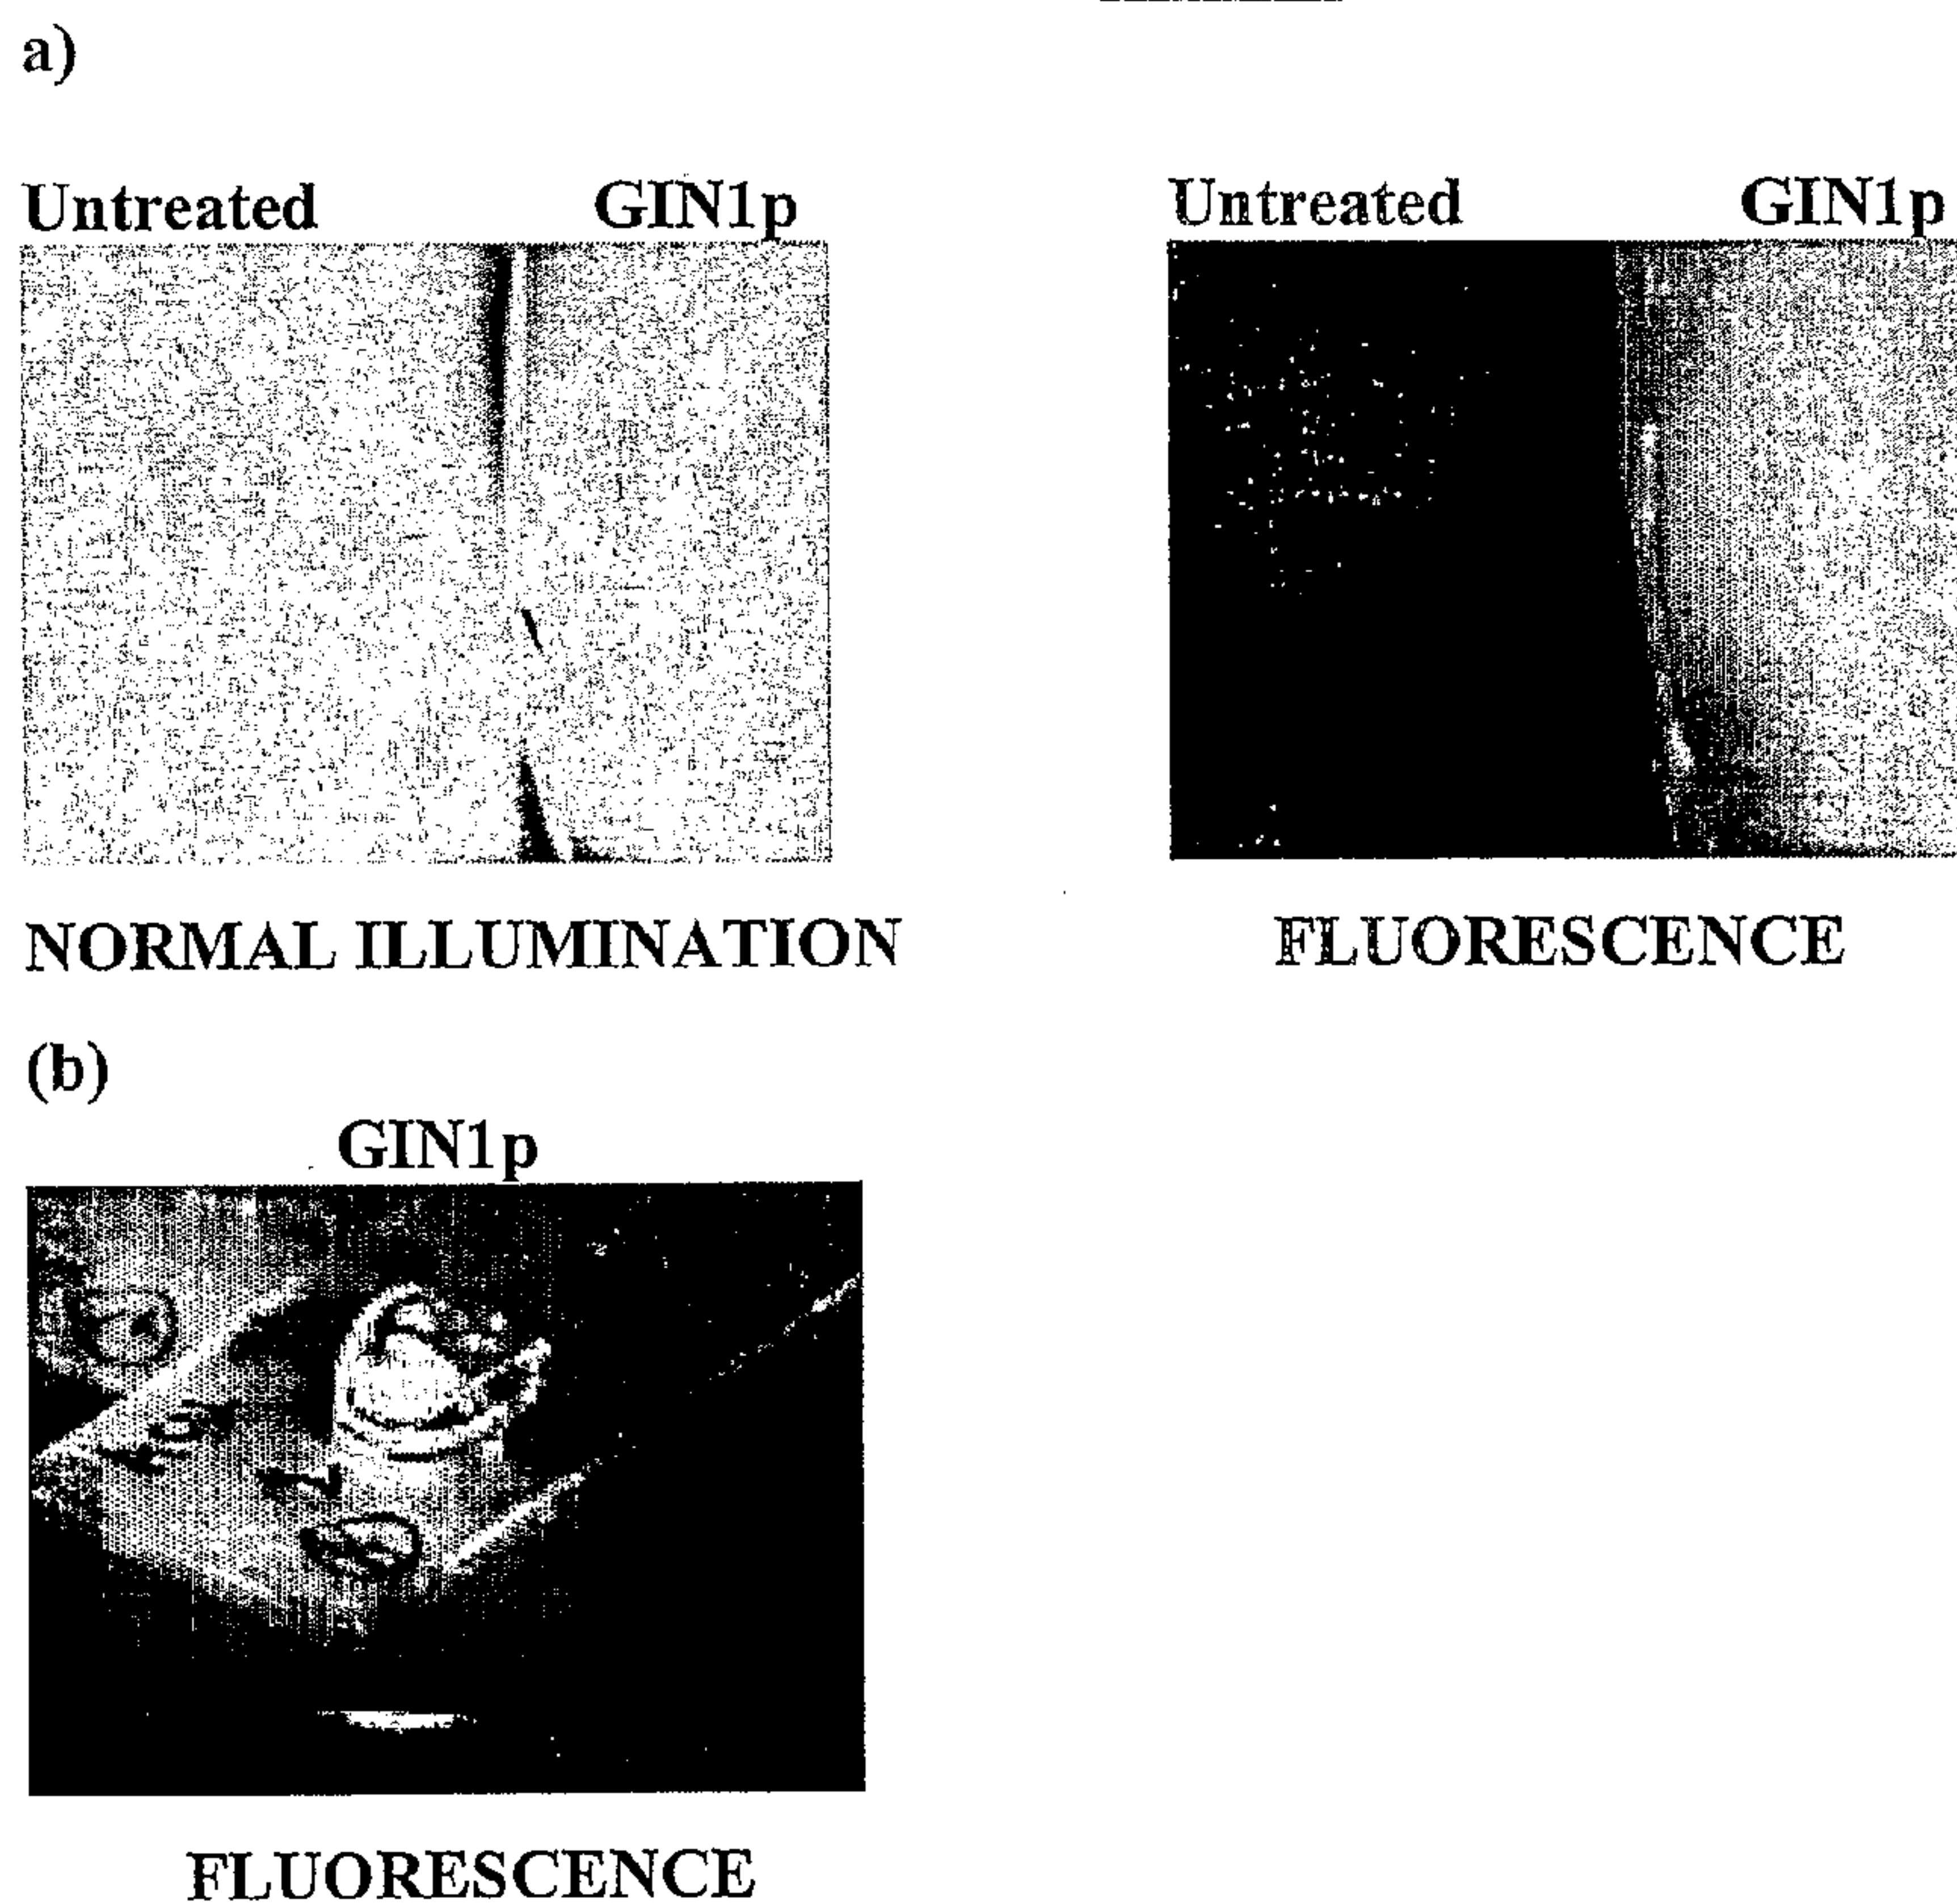 a)
Untreated GIN1p Untreated GIN1p
NORMAL ILLUMINATION FLUORESCENCE
(b)
GIN1p
FLUORESCENCE